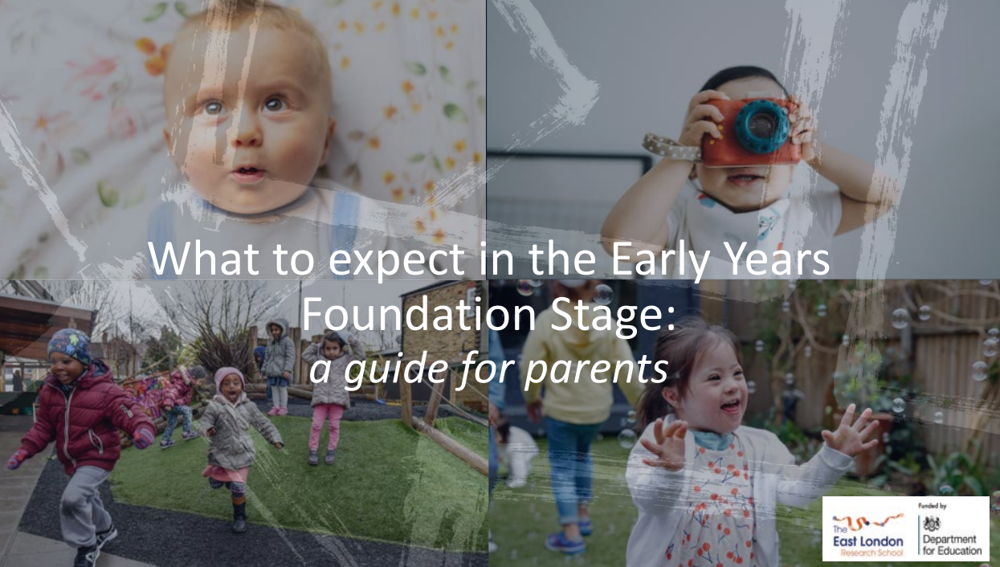 What to expect in the Early Years
Foundation Stage:
a guide for parents
The
East London
Research School
Funded by
Department
for Education